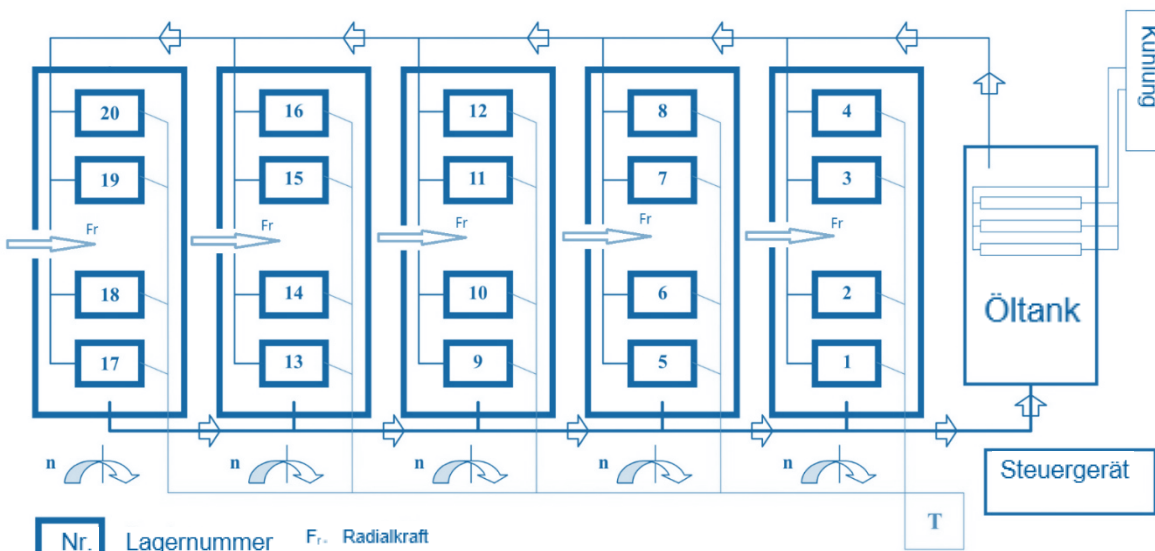 Kühlung
20 16 12 8 4
19 15 11 7 3
Fr Fr Fr Fr Fr
18 14 10 6 2
Öltank
17 13 9 5 1
n n n n n
Steuergerät
T
Nr. Lagernummer Fr= Radialkraft